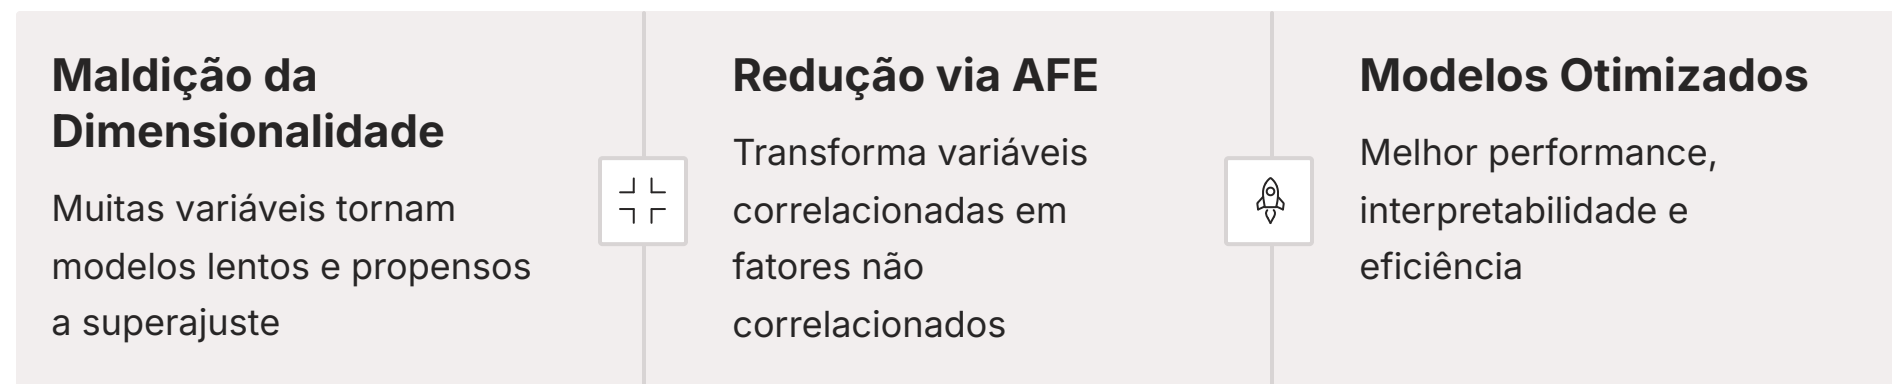 Maldição da
Dimensionalidade
Muitas variáveis tornam
modelos lentos e propensos
a superajuste
Redução via AFE
Transforma variáveis
correlacionadas em
fatores não
correlacionados
Modelos Otimizados
Melhor performance,
interpretabilidade e
eficiência